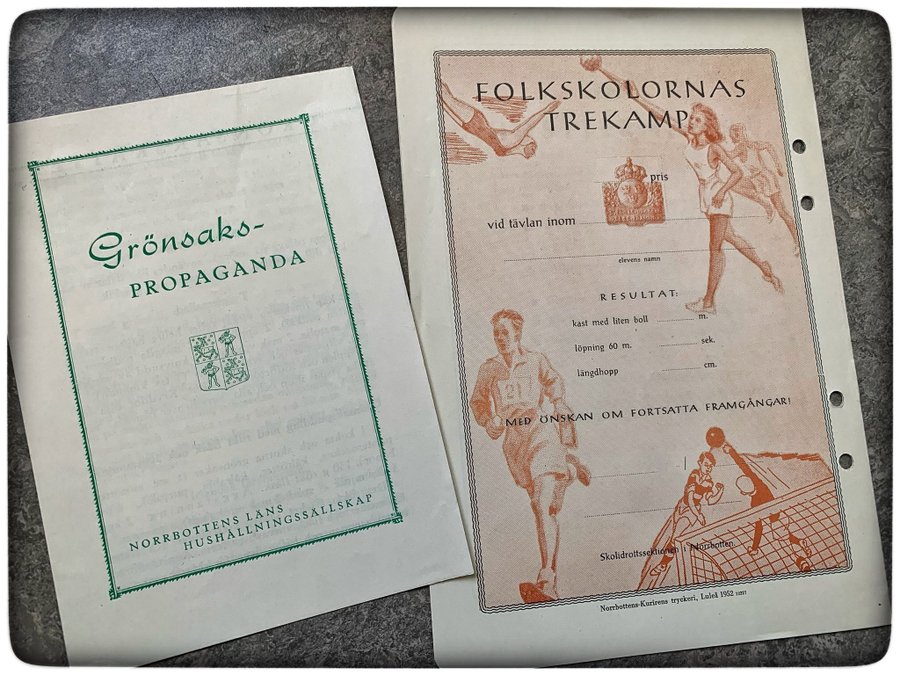 Grönsaks-
PROPAGANDA
NORRBOTTENS LÄNS
HUSHÅLLNINGSSÄLLSKAP
FOLKSKOLORNAS
TREKAMP
pris
vid tävlan inom
elevens namn
RESULTAT:
kast med liten boll m.
löpning 60 m. sek.
längdhopp cm.
MED ÖNSKAN OM FORTSATTA FRAMGÅNGAR!
Skolidrottssektionen i Norrbotten.
Norrbottens-Kurirens tryckeri, Luleå 1952
121